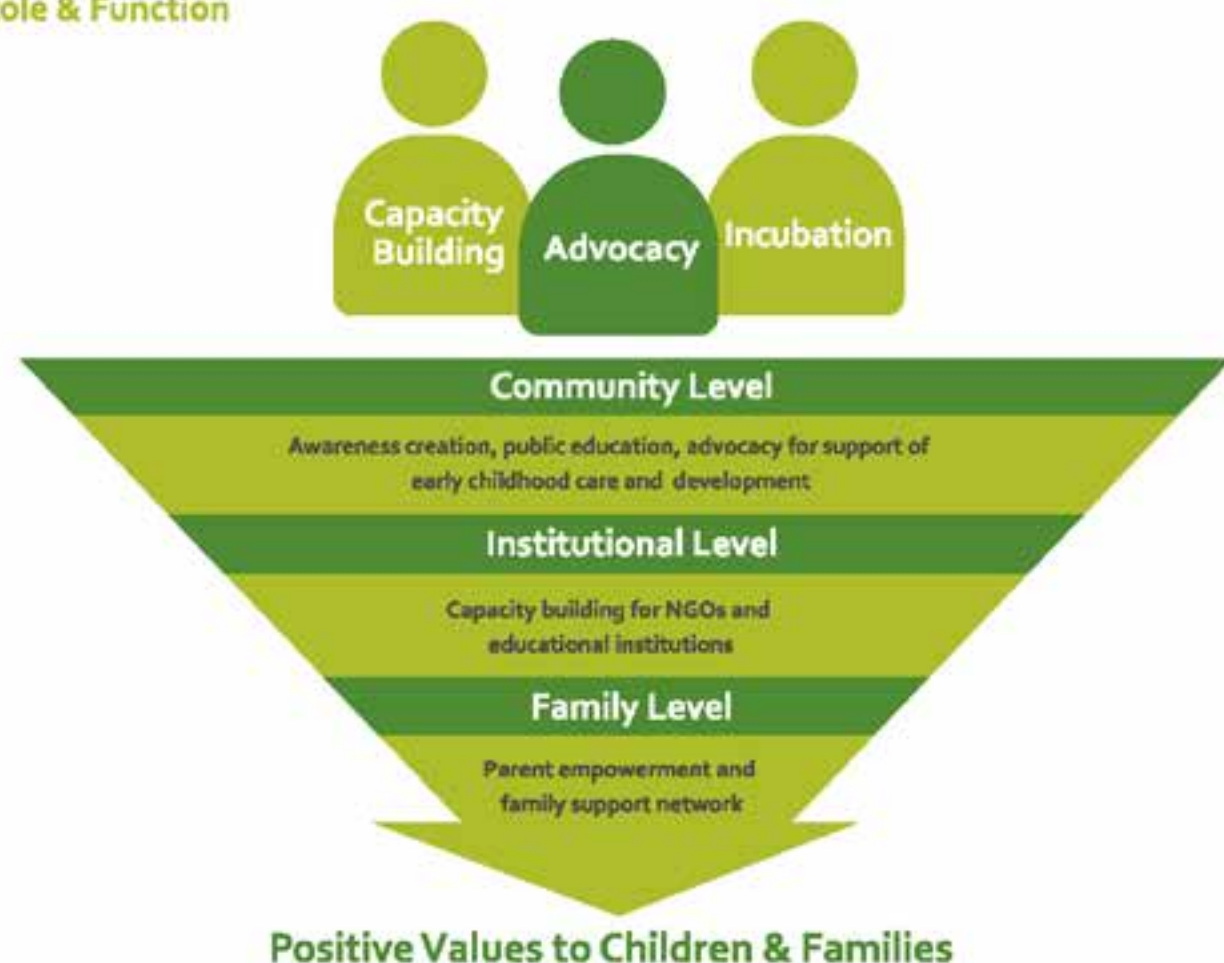 ole & Function
Capacity
Building
Advocacy
Incubation
Community Level
Awareness creation, public education, advocacy for support of
early childhood care and development
Institutional Level
Capacity building for NGOs and
educational institutions
Family Level
Parent empowerment and
family support network
Positive Values to Children & Families